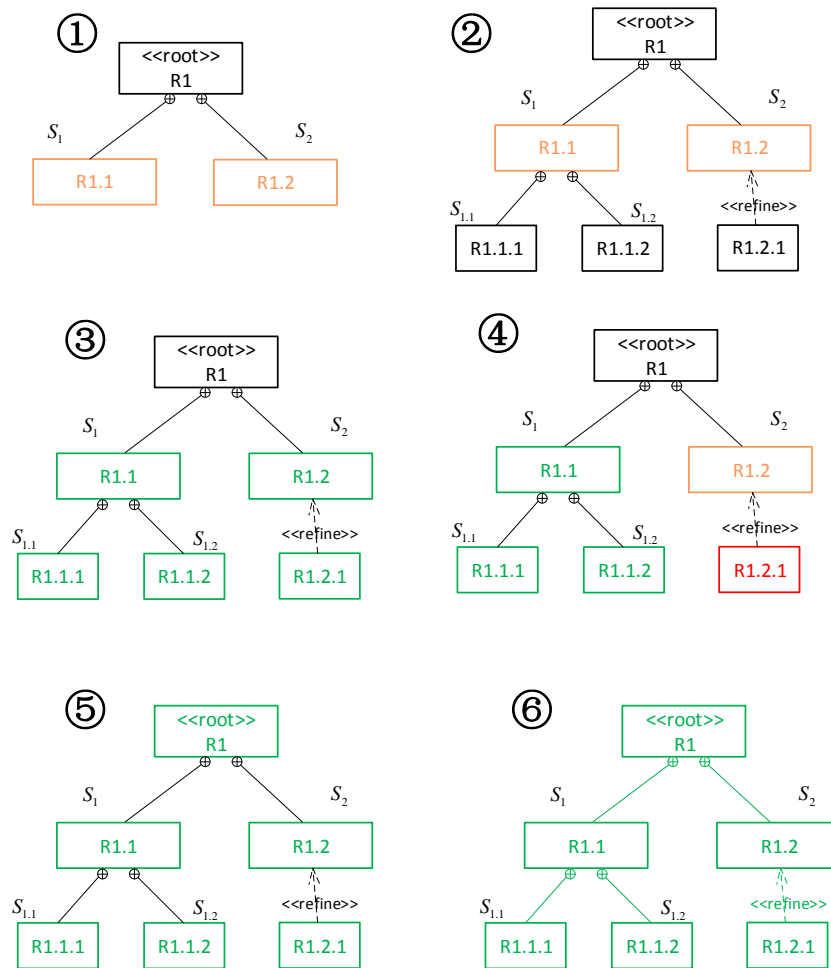 ①
<<root>>
R1
S₁
S₂
R1.1
R1.2
②
<<root>>
R1
S₁
S₂
R1.1
R1.2
S₁.₁
S₁.₂
<<refine>>
R1.1.1
R1.1.2
R1.2.1
③
<<root>>
R1
S₁
S₂
R1.1
R1.2
S₁.₁
S₁.₂
<<refine>>
R1.1.1
R1.1.2
R1.2.1
④
<<root>>
R1
S₁
S₂
R1.1
R1.2
S₁.₁
S₁.₂
<<refine>>
R1.1.1
R1.1.2
R1.2.1
⑤
<<root>>
R1
S₁
S₂
R1.1
R1.2
S₁.₁
S₁.₂
<<refine>>
R1.1.1
R1.1.2
R1.2.1
⑥
<<root>>
R1
S₁
S₂
R1.1
R1.2
S₁.₁
S₁.₂
<<refine>>
R1.1.1
R1.1.2
R1.2.1